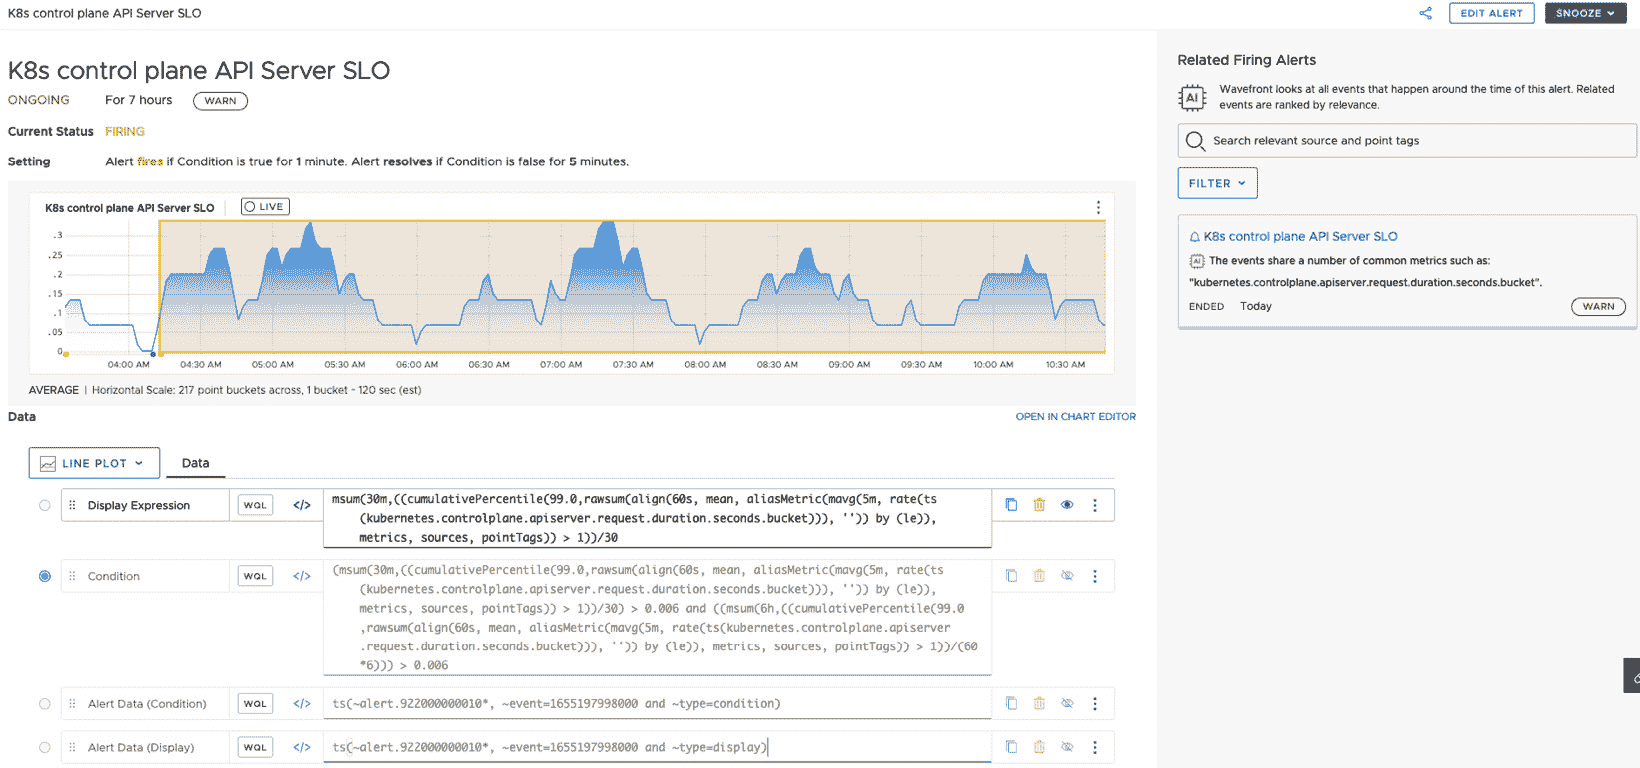 K8s control plane API Server SLO
EDIT ALERT
SNOOZE
K8s control plane API Server SLO
ONGOING For 7 hours WARN
Current Status FIRING
Setting Alert fires if Condition is true for 1 minute. Alert resolves if Condition is false for 5 minutes.
K8s control plane API Server SLO LIVE
.3
.25
.2
.15
.1
.05
0
04:00 AM 04:30 AM 05:00 AM 05:30 AM 06:00 AM 06:30 AM 07:00 AM 07:30 AM 08:00 AM 08:30 AM 09:00 AM 09:30 AM 10:00 AM 10:30 AM
AVERAGE | Horizontal Scale: 217 point buckets across, 1 bucket ~ 120 sec (est)
Data
OPEN IN CHART EDITOR
LINE PLOT Data
Display Expression WQL </> msum(30m,((cumulativePercentile(99.0,rawsum(align(60s, mean, aliasMetric(mavg(5m, rate(ts
(kubernetes.controlplane.apiserver.request.duration.seconds.bucket))), '')) by (le)),
metrics, sources, pointTags)) > 1))/30
Condition WQL </> (msum(30m,((cumulativePercentile(99.0,rawsum(align(60s, mean, aliasMetric(mavg(5m, rate(ts
(kubernetes.controlplane.apiserver.request.duration.seconds.bucket))), '')) by (le)),
metrics, sources, pointTags)) > 1))/30) > 0.006 and ((msum(6h,((cumulativePercentile(99.0
,rawsum(align(60s, mean, aliasMetric(mavg(5m, rate(ts(kubernetes.controlplane.apiserver
.request.duration.seconds.bucket))), '')) by (le)), metrics, sources, pointTags)) > 1))/(60
*6))) > 0.006
Alert Data (Condition) WQL </> ts(~alert.922000000010*, ~event=1655197998000 and ~type=condition)
Alert Data (Display) WQL </> ts(~alert.922000000010*, ~event=1655197998000 and ~type=display)
Related Firing Alerts
AI
Wavefront looks at all events that happen around the time of this alert. Related
events are ranked by relevance.
Search relevant source and point tags
FILTER
K8s control plane API Server SLO
AI The events share a number of common metrics such as:
"kubernetes.controlplane.apiserver.request.duration.seconds.bucket".
ENDED Today WARN